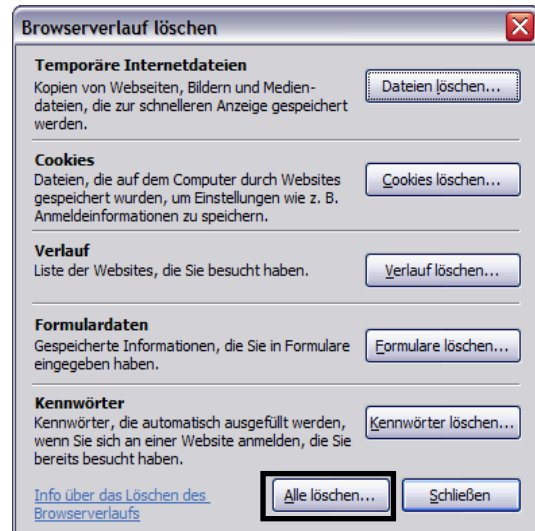 Browserverlauf löschen
Temporäre Internetdateien
Kopien von Webseiten, Bildern und Medien-
dateien, die zur schnelleren Anzeige gespeichert
werden.
Dateien löschen...
Cookies
Dateien, die auf dem Computer durch Websites
gespeichert wurden, um Einstellungen wie z. B.
Anmeldeinformationen zu speichern.
Cookies löschen...
Verlauf
Liste der Websites, die Sie besucht haben.
Verlauf löschen...
Formulardaten
Gespeicherte Informationen, die Sie in Formulare
eingegeben haben.
Formulare löschen...
Kennwörter
Kennwörter, die automatisch ausgefüllt werden,
wenn Sie sich an einer Website anmelden, die Sie
bereits besucht haben.
Kennwörter löschen...
Info über das Löschen des
Browserverlaufs
Alle löschen...
Schließen